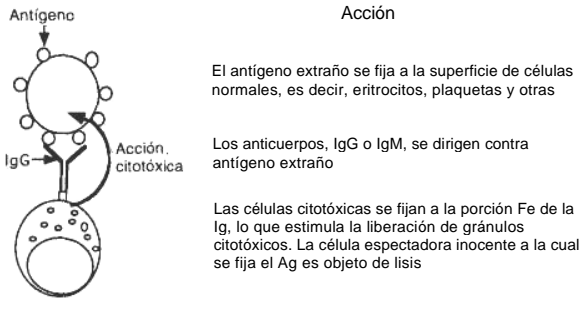 Antígeno
Acción
El antígeno extraño se fija a la superficie de células
normales, es decir, eritrocitos, plaquetas y otras
Acción
citotóxica
IgG
Los anticuerpos, IgG o IgM, se dirigen contra
antígeno extraño
Las células citotóxicas se fijan a la porción Fe de la
Ig, lo que estimula la liberación de gránulos
citotóxicos. La célula espectadora inocente a la cual
se fija el Ag es objeto de lisis